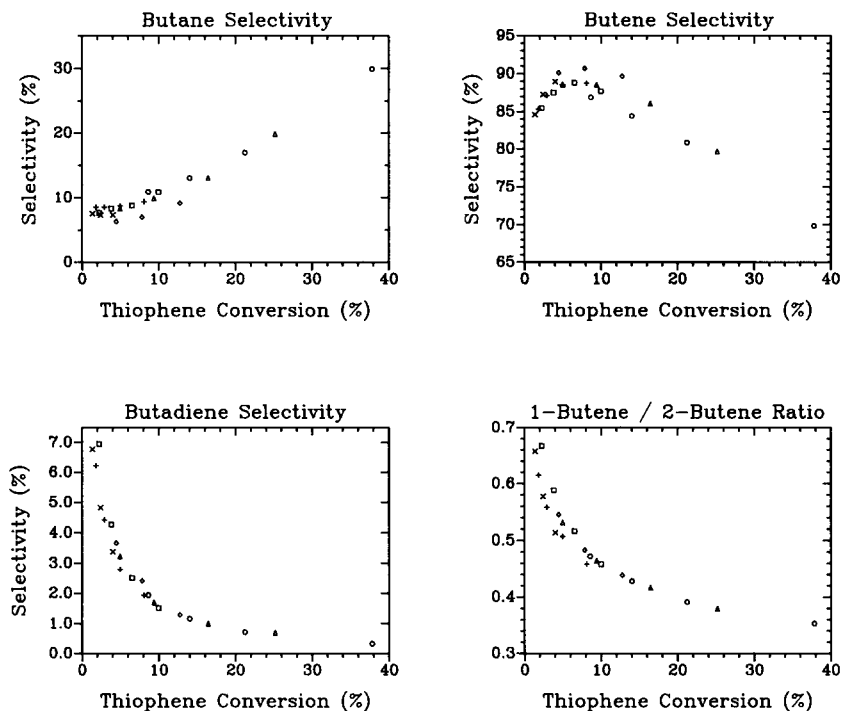 Butane Selectivity
Selectivity (%)
30
20
10
0
0 10 20 30 40
Thiophene Conversion (%)
Butene Selectivity
Selectivity (%)
95
90
85
80
75
70
65
0 10 20 30 40
Thiophene Conversion (%)
Butadiene Selectivity
Selectivity (%)
7.0
6.0
5.0
4.0
3.0
2.0
1.0
0.0
0 10 20 30 40
Thiophene Conversion (%)
1-Butene / 2-Butene Ratio
0.7
0.6
0.5
0.4
0.3
0 10 20 30 40
Thiophene Conversion (%)